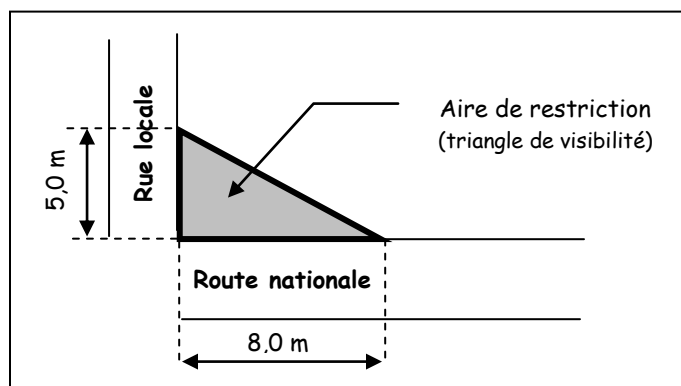 Rue locale
5,0 m
Aire de restriction
(triangle de visibilité)
Route nationale
8,0 m